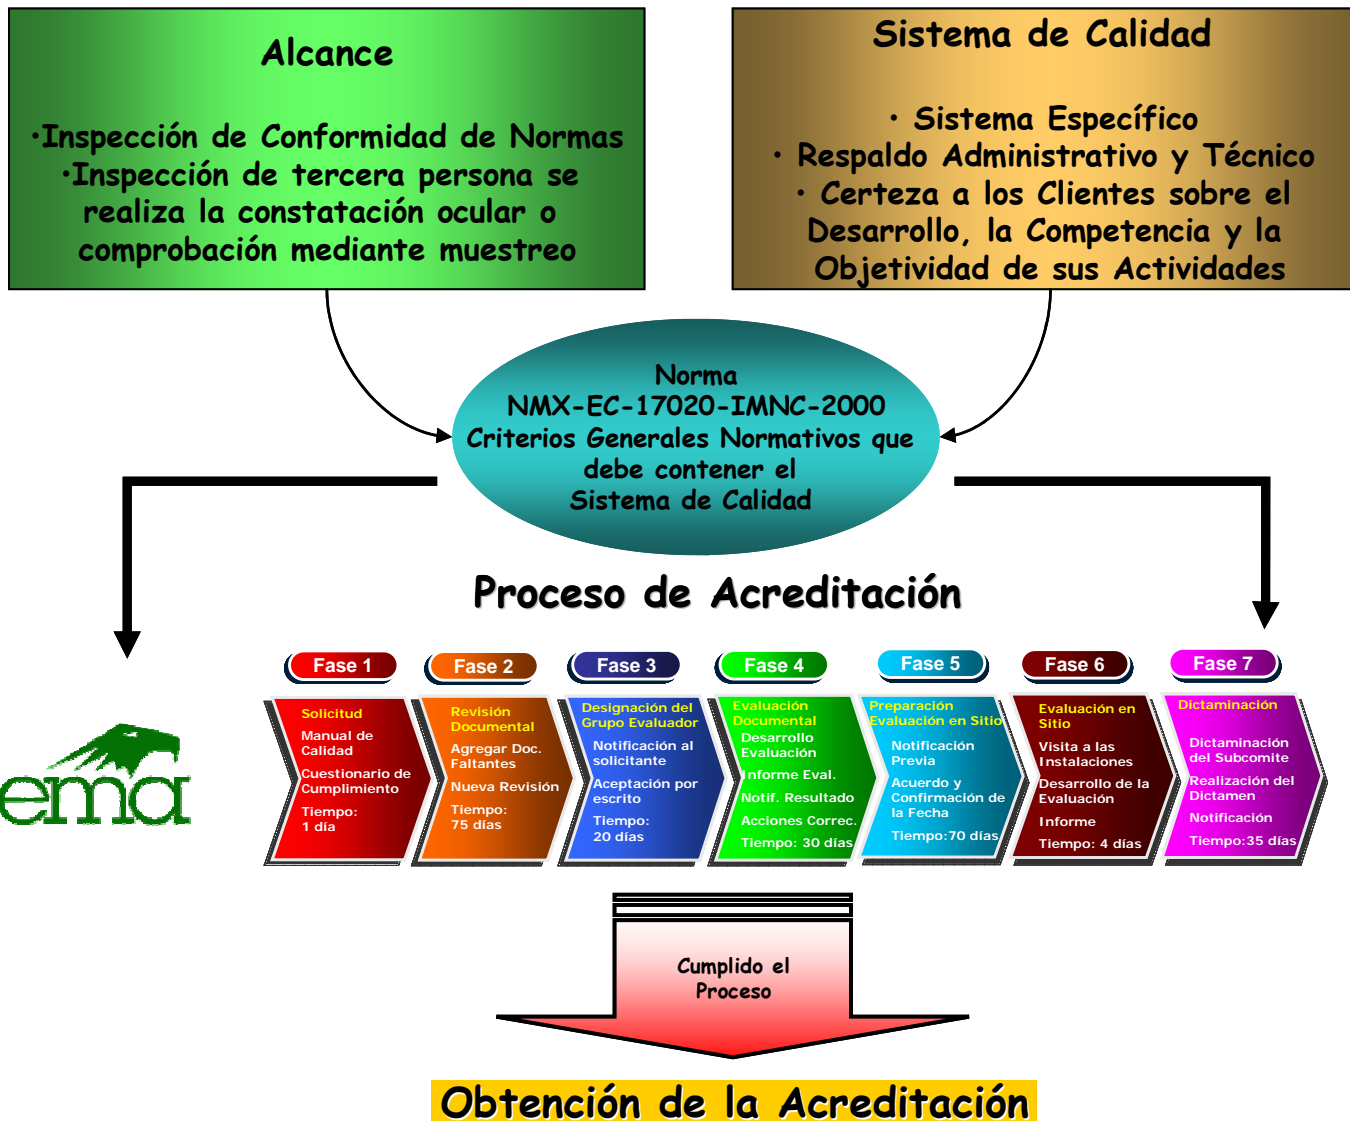 Alcance
•Inspección de Conformidad de Normas
•Inspección de tercera persona se
realiza la constatación ocular o
comprobación mediante muestreo
Sistema de Calidad
• Sistema Específico
• Respaldo Administrativo y Técnico
• Certeza a los Clientes sobre el
Desarrollo, la Competencia y la
Objetividad de sus Actividades
Norma
NMX-EC-17020-IMNC-2000
Criterios Generales Normativos que
debe contener el
Sistema de Calidad
Proceso de Acreditación
ema
Fase 1
Solicitud
Manual de
Calidad
Cuestionario de
Cumplimiento
Tiempo:
1 día
Fase 2
Revisión
Documental
Agregar Doc.
Faltantes
Nueva Revisión
Tiempo:
75 días
Fase 3
Designación del
Grupo Evaluador
Notificación al
solicitante
Aceptación por
escrito
Tiempo:
20 días
Fase 4
Evaluación
Documental
Desarrollo
Evaluación
Informe Eval.
Notif. Resultado
Acciones Correc.
Tiempo: 30 días
Fase 5
Preparación
Evaluación en Sitio
Notificación
Previa
Acuerdo y
Confirmación de
la Fecha
Tiempo:70 días
Fase 6
Evaluación en
Sitio
Visita a las
Instalaciones
Desarrollo de la
Evaluación
Informe
Tiempo: 4 días
Fase 7
Dictaminación
Dictaminación
del Subcomite
Realización del
Dictamen
Notificación
Tiempo:35 días
Cumplido el
Proceso
Obtención de la Acreditación